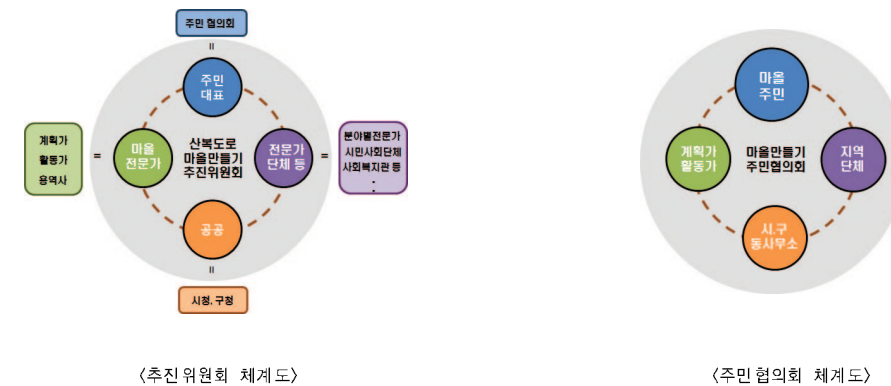 주민 협의회
=
주민
대표
계획가
활동가
용역사
=
마을
전문가
산복도로
마을만들기
추진위원회
전문가
단체 등
=
분야별전문가
시민사회단체
사회복지관 등
:
공공
=
시청, 구청
〈추진위원회 체계도〉
마을
주민
계획가
활동가
마을만들기
주민협의회
지역
단체
시.구
동사무소
〈주민협의회 체계도〉